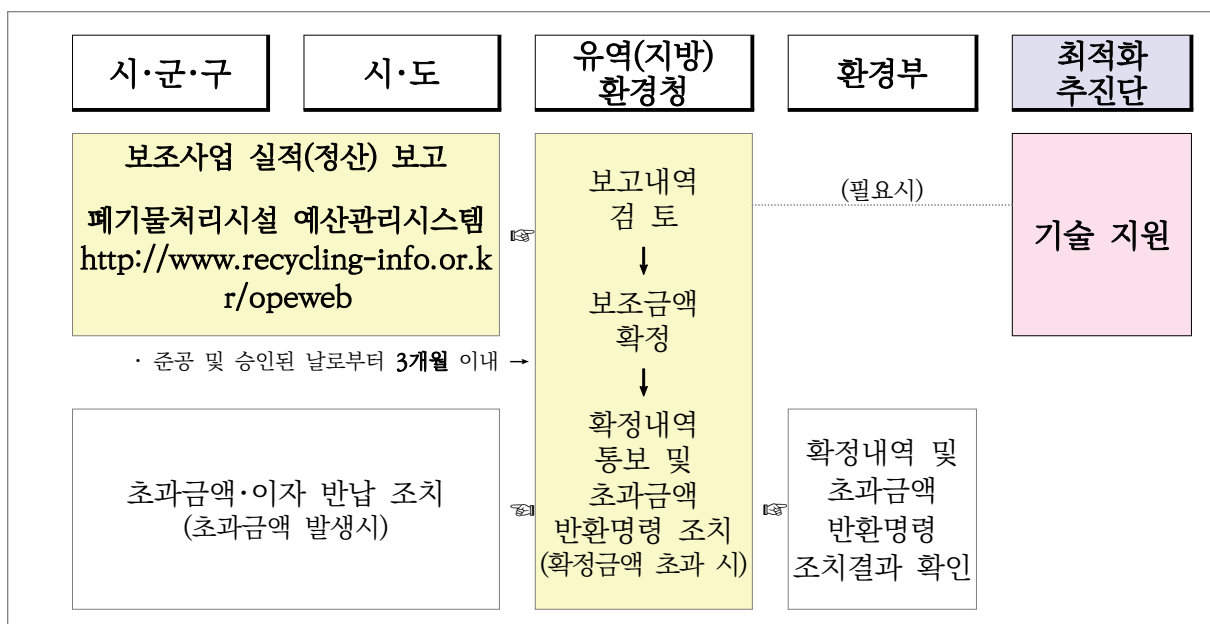 시·군·구
시·도
유역(지방)
환경청
환경부
최적화
추진단
보조사업 실적(정산) 보고
폐기물처리시설 예산관리시스템
http://www.recycling-info.or.k
r/opeweb
☞
보고내역
검 토
↓
보조금액
확정
↓
확정내역
통보 및
초과금액
반환명령 조치
(확정금액 초과 시)
(필요시)
기술 지원
· 준공 및 승인된 날로부터 3개월 이내 →
초과금액·이자 반납 조치
(초과금액 발생시)
☜
☞
확정내역 및
초과금액
반환명령
조치결과 확인